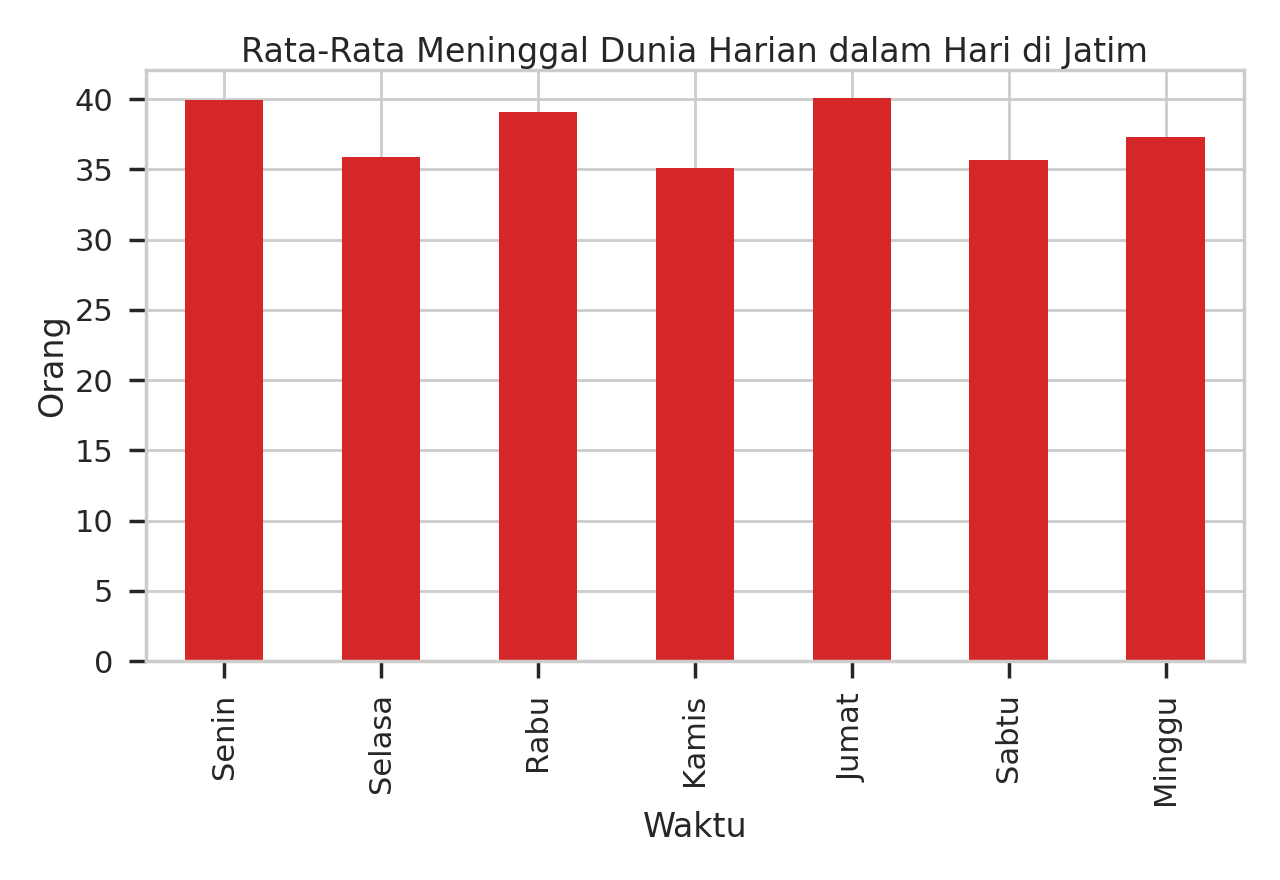 Rata-Rata Meninggal Dunia Harian dalam Hari di Jatim
40
35
30
25
20
15
10
5
0
Orang
Senin
Selasa
Rabu
Kamis
Jumat
Sabtu
Minggu
Waktu